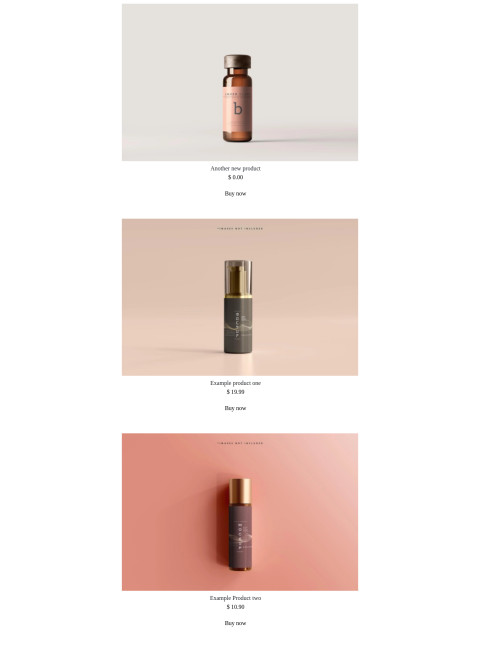 b
Another new product
$ 0.00
Buy now
*IMAGES NOT INCLUDED
Example product one
$ 19.99
Buy now
*IMAGES NOT INCLUDED
Example Product two
$ 10.90
Buy now